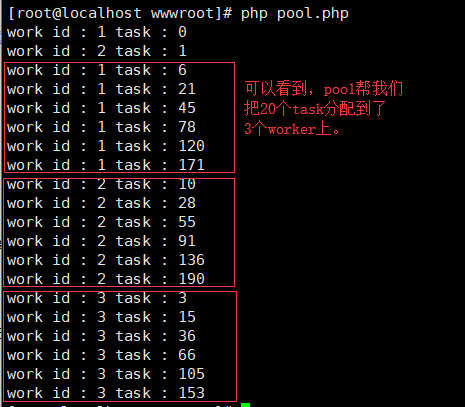 [root@localhost wwwroot]# php pool.php
work id : 1 task : 0
work id : 2 task : 1
work id : 1 task : 6
work id : 1 task : 21
work id : 1 task : 45
work id : 1 task : 78
work id : 1 task : 120
work id : 1 task : 171
可以看到，pool帮我们
把20个task分配到了
3个worker上。
work id : 2 task : 10
work id : 2 task : 28
work id : 2 task : 55
work id : 2 task : 91
work id : 2 task : 136
work id : 2 task : 190
work id : 3 task : 3
work id : 3 task : 15
work id : 3 task : 36
work id : 3 task : 66
work id : 3 task : 105
work id : 3 task : 153